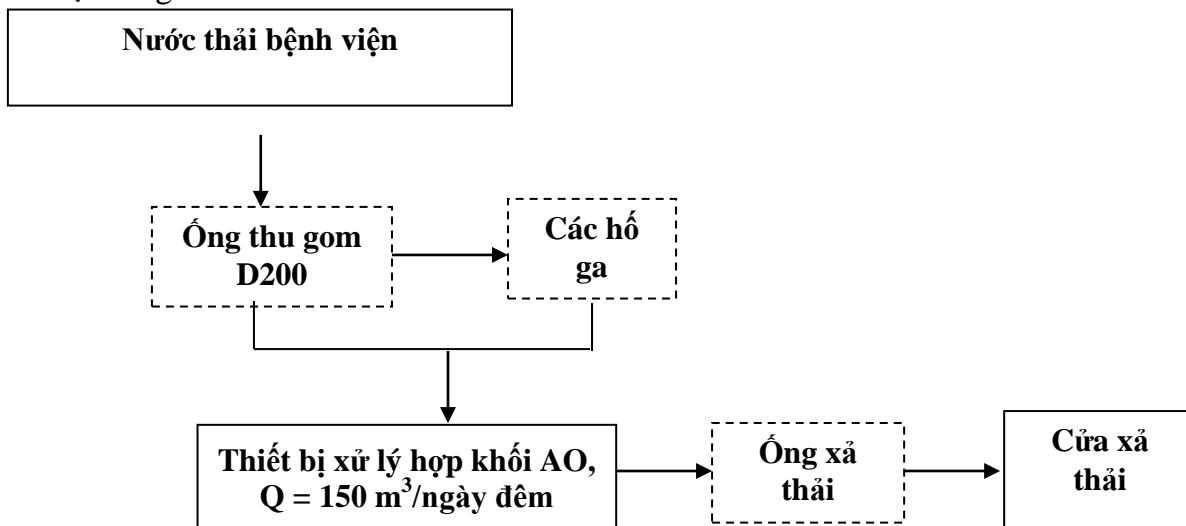 Nước thải bệnh viện
Ống thu gom
D200
Các hố
ga
Thiết bị xử lý hợp khối AO,
Q = 150 m³/ngày đêm
Ống xả
thải
Cửa xả
thải